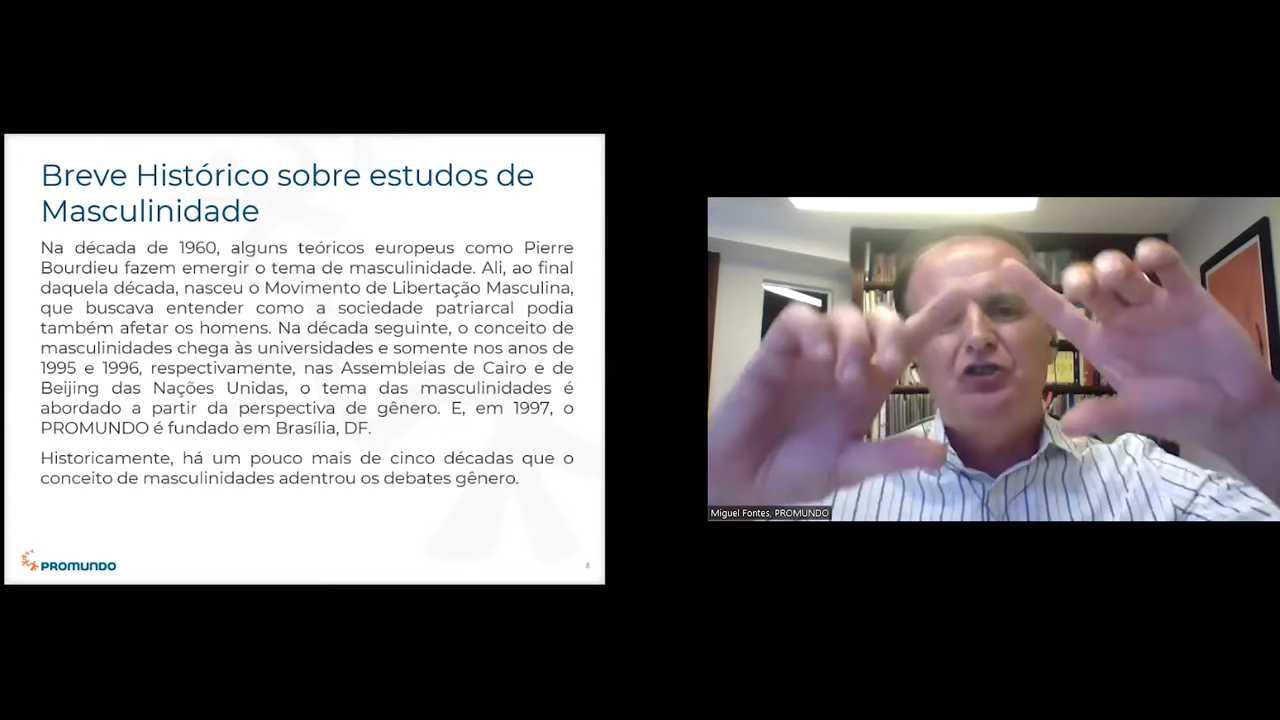 Breve Histórico sobre estudos de
Masculinidade
Na década de 1960, alguns teóricos europeus como Pierre
Bourdieu fazem emergir o tema de masculinidade. Ali, ao final
daquela década, nasceu o Movimento de Libertação Masculina,
que buscava entender como a sociedade patriarcal podia
também afetar os homens. Na década seguinte, o conceito de
masculinidades chega às universidades e somente nos anos de
1995 e 1996, respectivamente, nas Assembleias de Cairo e de
Beijing das Nações Unidas, o tema das masculinidades é
abordado a partir da perspectiva de gênero. E, em 1997, o
PROMUNDO é fundado em Brasília, DF.
Historicamente, há um pouco mais de cinco décadas que o
conceito de masculinidades adentrou os debates gênero.
PROMUNDO
8
Miguel Fontes, PROMUNDO